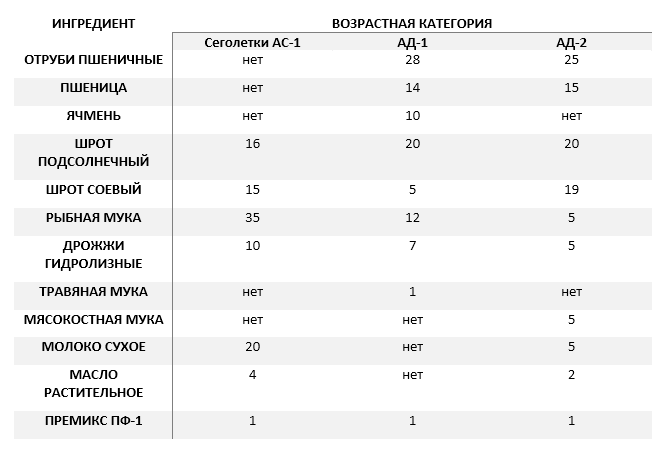 ИНГРЕДИЕНТ ВОЗРАСТНАЯ КАТЕГОРИЯ
Сеголетки АС-1 АД-1 АД-2
ОТРУБИ ПШЕНИЧНЫЕ нет 28 25
ПШЕНИЦА нет 14 15
ЯЧМЕНЬ нет 10 нет
ШРОТ 16 20 20
ПОДСОЛНЕЧНЫЙ
ШРОТ СОЕВЫЙ 15 5 19
РЫБНАЯ МУКА 35 12 5
ДРОЖЖИ 10 7 5
ГИДРОЛИЗНЫЕ
ТРАВЯНАЯ МУКА нет 1 нет
МЯСОКОСТНАЯ МУКА нет нет 5
МОЛОКО СУХОЕ 20 нет 5
МАСЛО 4 нет 2
РАСТИТЕЛЬНОЕ
ПРЕМИКС ПФ-1 1 1 1